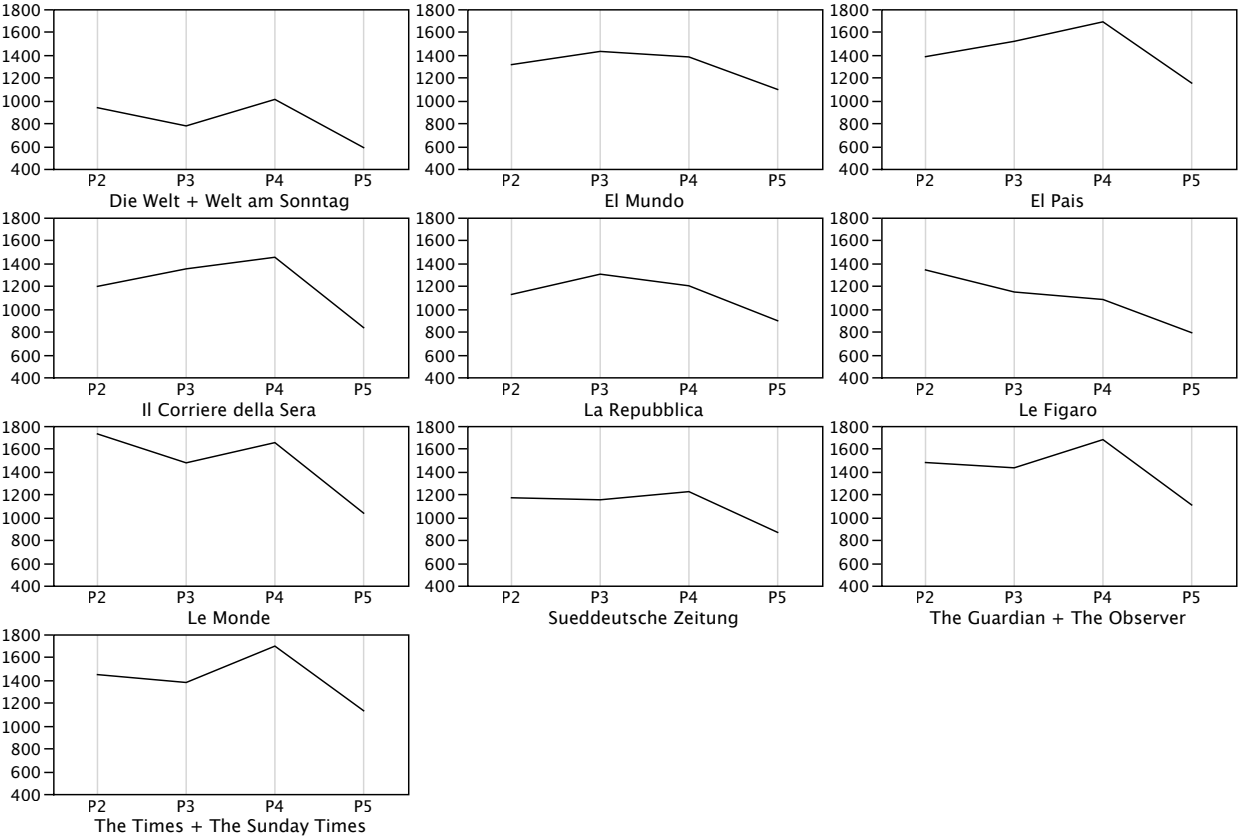 1800 1800 1800
1600 1600 1600
1400 1400 1400
1200 1200 1200
1000 1000 1000
800 800 800
600 600 600
400 400 400
P2 P3 P4 P5 P2 P3 P4 P5 P2 P3 P4 P5
Die Welt + Welt am Sonntag El Mundo El Pais
1800 1800 1800
1600 1600 1600
1400 1400 1400
1200 1200 1200
1000 1000 1000
800 800 800
600 600 600
400 400 400
P2 P3 P4 P5 P2 P3 P4 P5 P2 P3 P4 P5
Il Corriere della Sera La Repubblica Le Figaro
1800 1800 1800
1600 1600 1600
1400 1400 1400
1200 1200 1200
1000 1000 1000
800 800 800
600 600 600
400 400 400
P2 P3 P4 P5 P2 P3 P4 P5 P2 P3 P4 P5
Le Monde Sueddeutsche Zeitung The Guardian + The Observer
1800
1600
1400
1200
1000
800
600
400
P2 P3 P4 P5
The Times + The Sunday Times